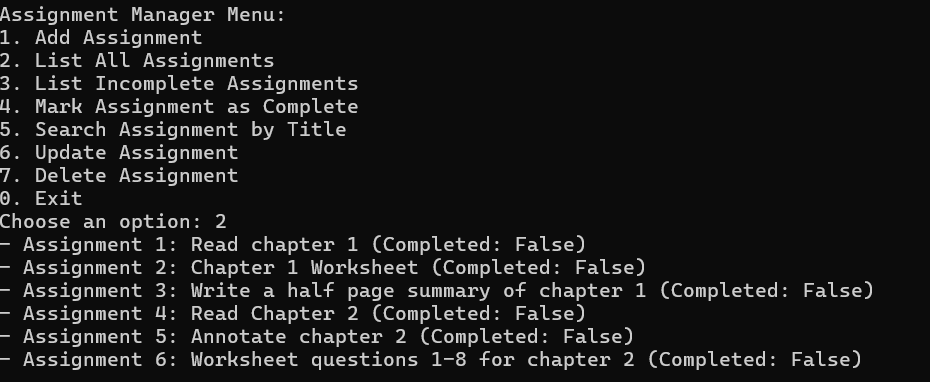 Assignment Manager Menu:
1. Add Assignment
2. List All Assignments
3. List Incomplete Assignments
4. Mark Assignment as Complete
5. Search Assignment by Title
6. Update Assignment
7. Delete Assignment
0. Exit
Choose an option: 2
- Assignment 1: Read chapter 1 (Completed: False)
- Assignment 2: Chapter 1 Worksheet (Completed: False)
- Assignment 3: Write a half page summary of chapter 1 (Completed: False)
- Assignment 4: Read Chapter 2 (Completed: False)
- Assignment 5: Annotate chapter 2 (Completed: False)
- Assignment 6: Worksheet questions 1-8 for chapter 2 (Completed: False)